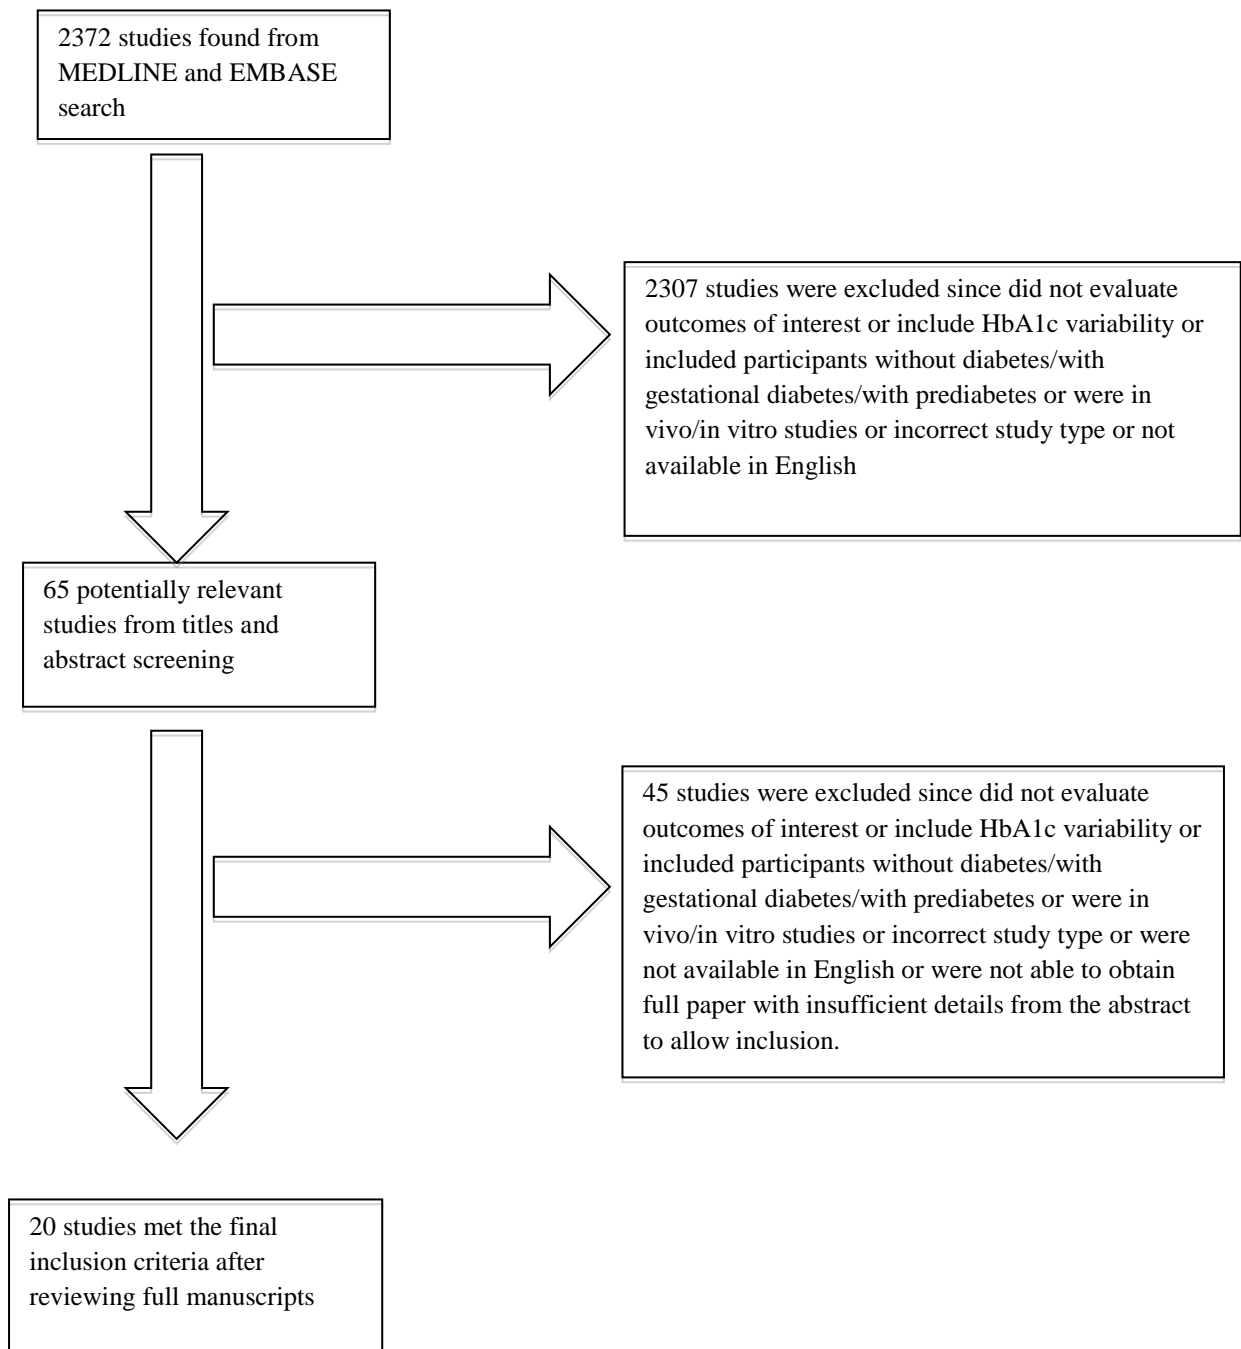 2372 studies found from
MEDLINE and EMBASE
search
2307 studies were excluded since did not evaluate
outcomes of interest or include HbA1c variability or
included participants without diabetes/with
gestational diabetes/with prediabetes or were in
vivo/in vitro studies or incorrect study type or not
available in English
65 potentially relevant
studies from titles and
abstract screening
45 studies were excluded since did not evaluate
outcomes of interest or include HbA1c variability or
included participants without diabetes/with
gestational diabetes/with prediabetes or were in
vivo/in vitro studies or incorrect study type or were
not available in English or were not able to obtain
full paper with insufficient details from the abstract
to allow inclusion.
20 studies met the final
inclusion criteria after
reviewing full manuscripts